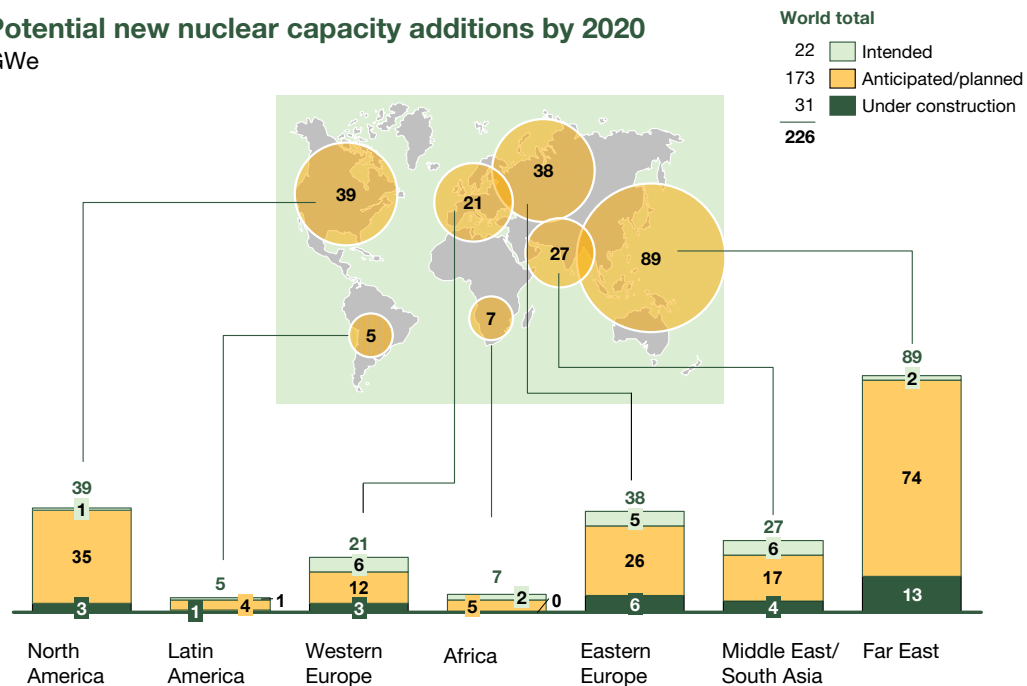 otential new nuclear capacity additions by 2020
GWe
World total
22 Intended
173 Anticipated/planned
31 Under construction
226
39
21
38
27
89
5
7
39
1
35
3
5
1
4
1
21
6
12
3
7
2
5
0
38
5
26
6
27
6
17
4
89
2
74
13
North
America
Latin
America
Western
Europe
Africa
Eastern
Europe
Middle East/
South Asia
Far East